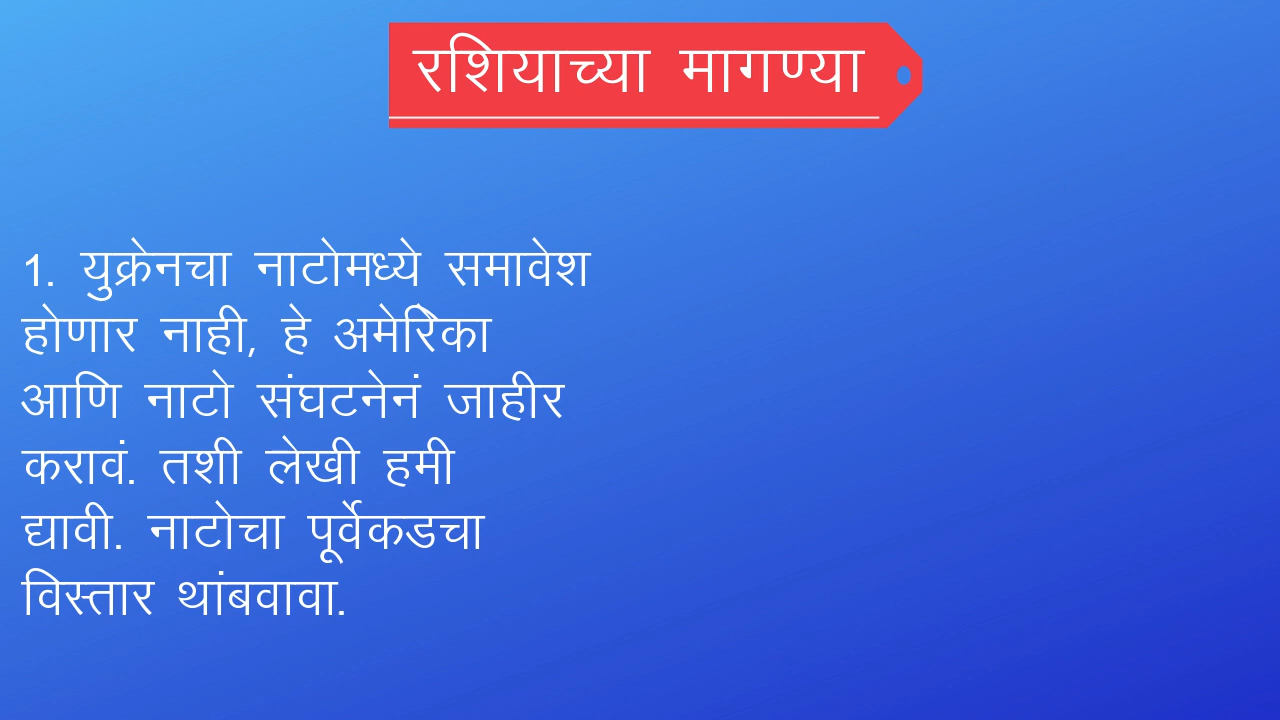 रशियाच्या मागण्या
1. युक्रेनचा नाटोमध्ये समावेश
होणार नाही, हे अमेरिका
आणि नाटो संघटनेनं जाहीर
करावं. तशी लेखी हमी
द्यावी. नाटोचा पूर्वेकडचा
विस्तार थांबवावा.